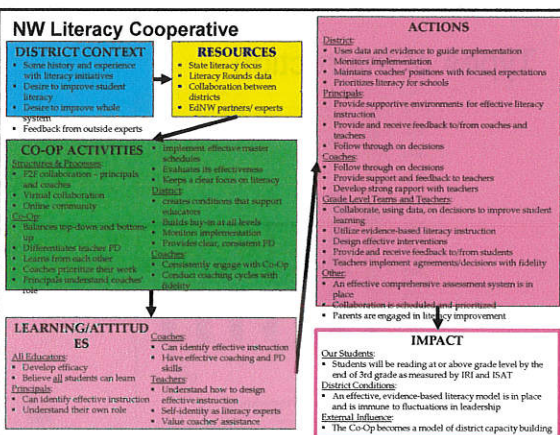 NW Literacy Cooperative
DISTRICT CONTEXT
• Some history and experience
with literacy initiatives
• Desire to improve student
literacy
• Desire to improve whole
system
• Feedback from outside experts
RESOURCES
• State literacy focus
• Literacy Rounds data
• Collaboration between
districts
• EdNW partners/ experts
CO-OP ACTIVITIES
Structures & Processes:
• F2F collaboration - principals
and coaches
• Virtual collaboration
• Online community
Co-Op:
• Balances top-down and bottom-
up
• Differentiates teacher PD
• Learns from each other
• Coaches prioritize their work
• Principals understand coaches'
role
• Implement effective master
schedules
• Evaluates its effectiveness
• Keeps a clear focus on literacy
District:
• creates conditions that support
educators
• Builds buy-in at all levels
• Monitors implementation
• Provides clear, consistent PD
Coaches:
• Consistently engage with Co-Op
• Conduct coaching cycles with
fidelity
LEARNING/ATTITUD
ES
All Educators:
• Develop efficacy
• Believe all students can learn
Principals:
• Can identify effective instruction
• Understand their own role
Coaches:
• Can identify effective instruction
• Have effective coaching and PD
skills
Teachers:
• Understand how to design
effective instruction
• Self-identity as literacy experts
• Value coaches' assistance
ACTIONS
District:
• Uses data and evidence to guide implementation
• Monitors implementation
• Maintains coaches' positions with focused expectations
• Prioritizes literacy for schools
Principals:
• Provide supportive environments for effective literacy
instruction
• Provide and receive feedback to/from coaches and
teachers
• Follow through on decisions
Coaches:
• Follow through on decisions
• Provide support and feedback to teachers
• Develop strong rapport with teachers
Grade Level Teams and Teachers:
• Collaborate, using data, on decisions to improve student
learning
• Utilize evidence-based literacy instruction
• Design effective interventions
• Provide and receive feedback to/from students
• Teachers implement agreements/decisions with fidelity
Other:
• An effective comprehensive assessment system is in
place
• Collaboration is scheduled and prioritized
• Parents are engaged in literacy improvement
IMPACT
Our Students:
• Students will be reading at or above grade level by the
end of 3rd grade as measured by IRI and ISAT
District Conditions:
• An effective, evidence-based literacy model is in place
and is immune to fluctuations in leadership
External Influence:
• The Co-Op becomes a model of district capacity building